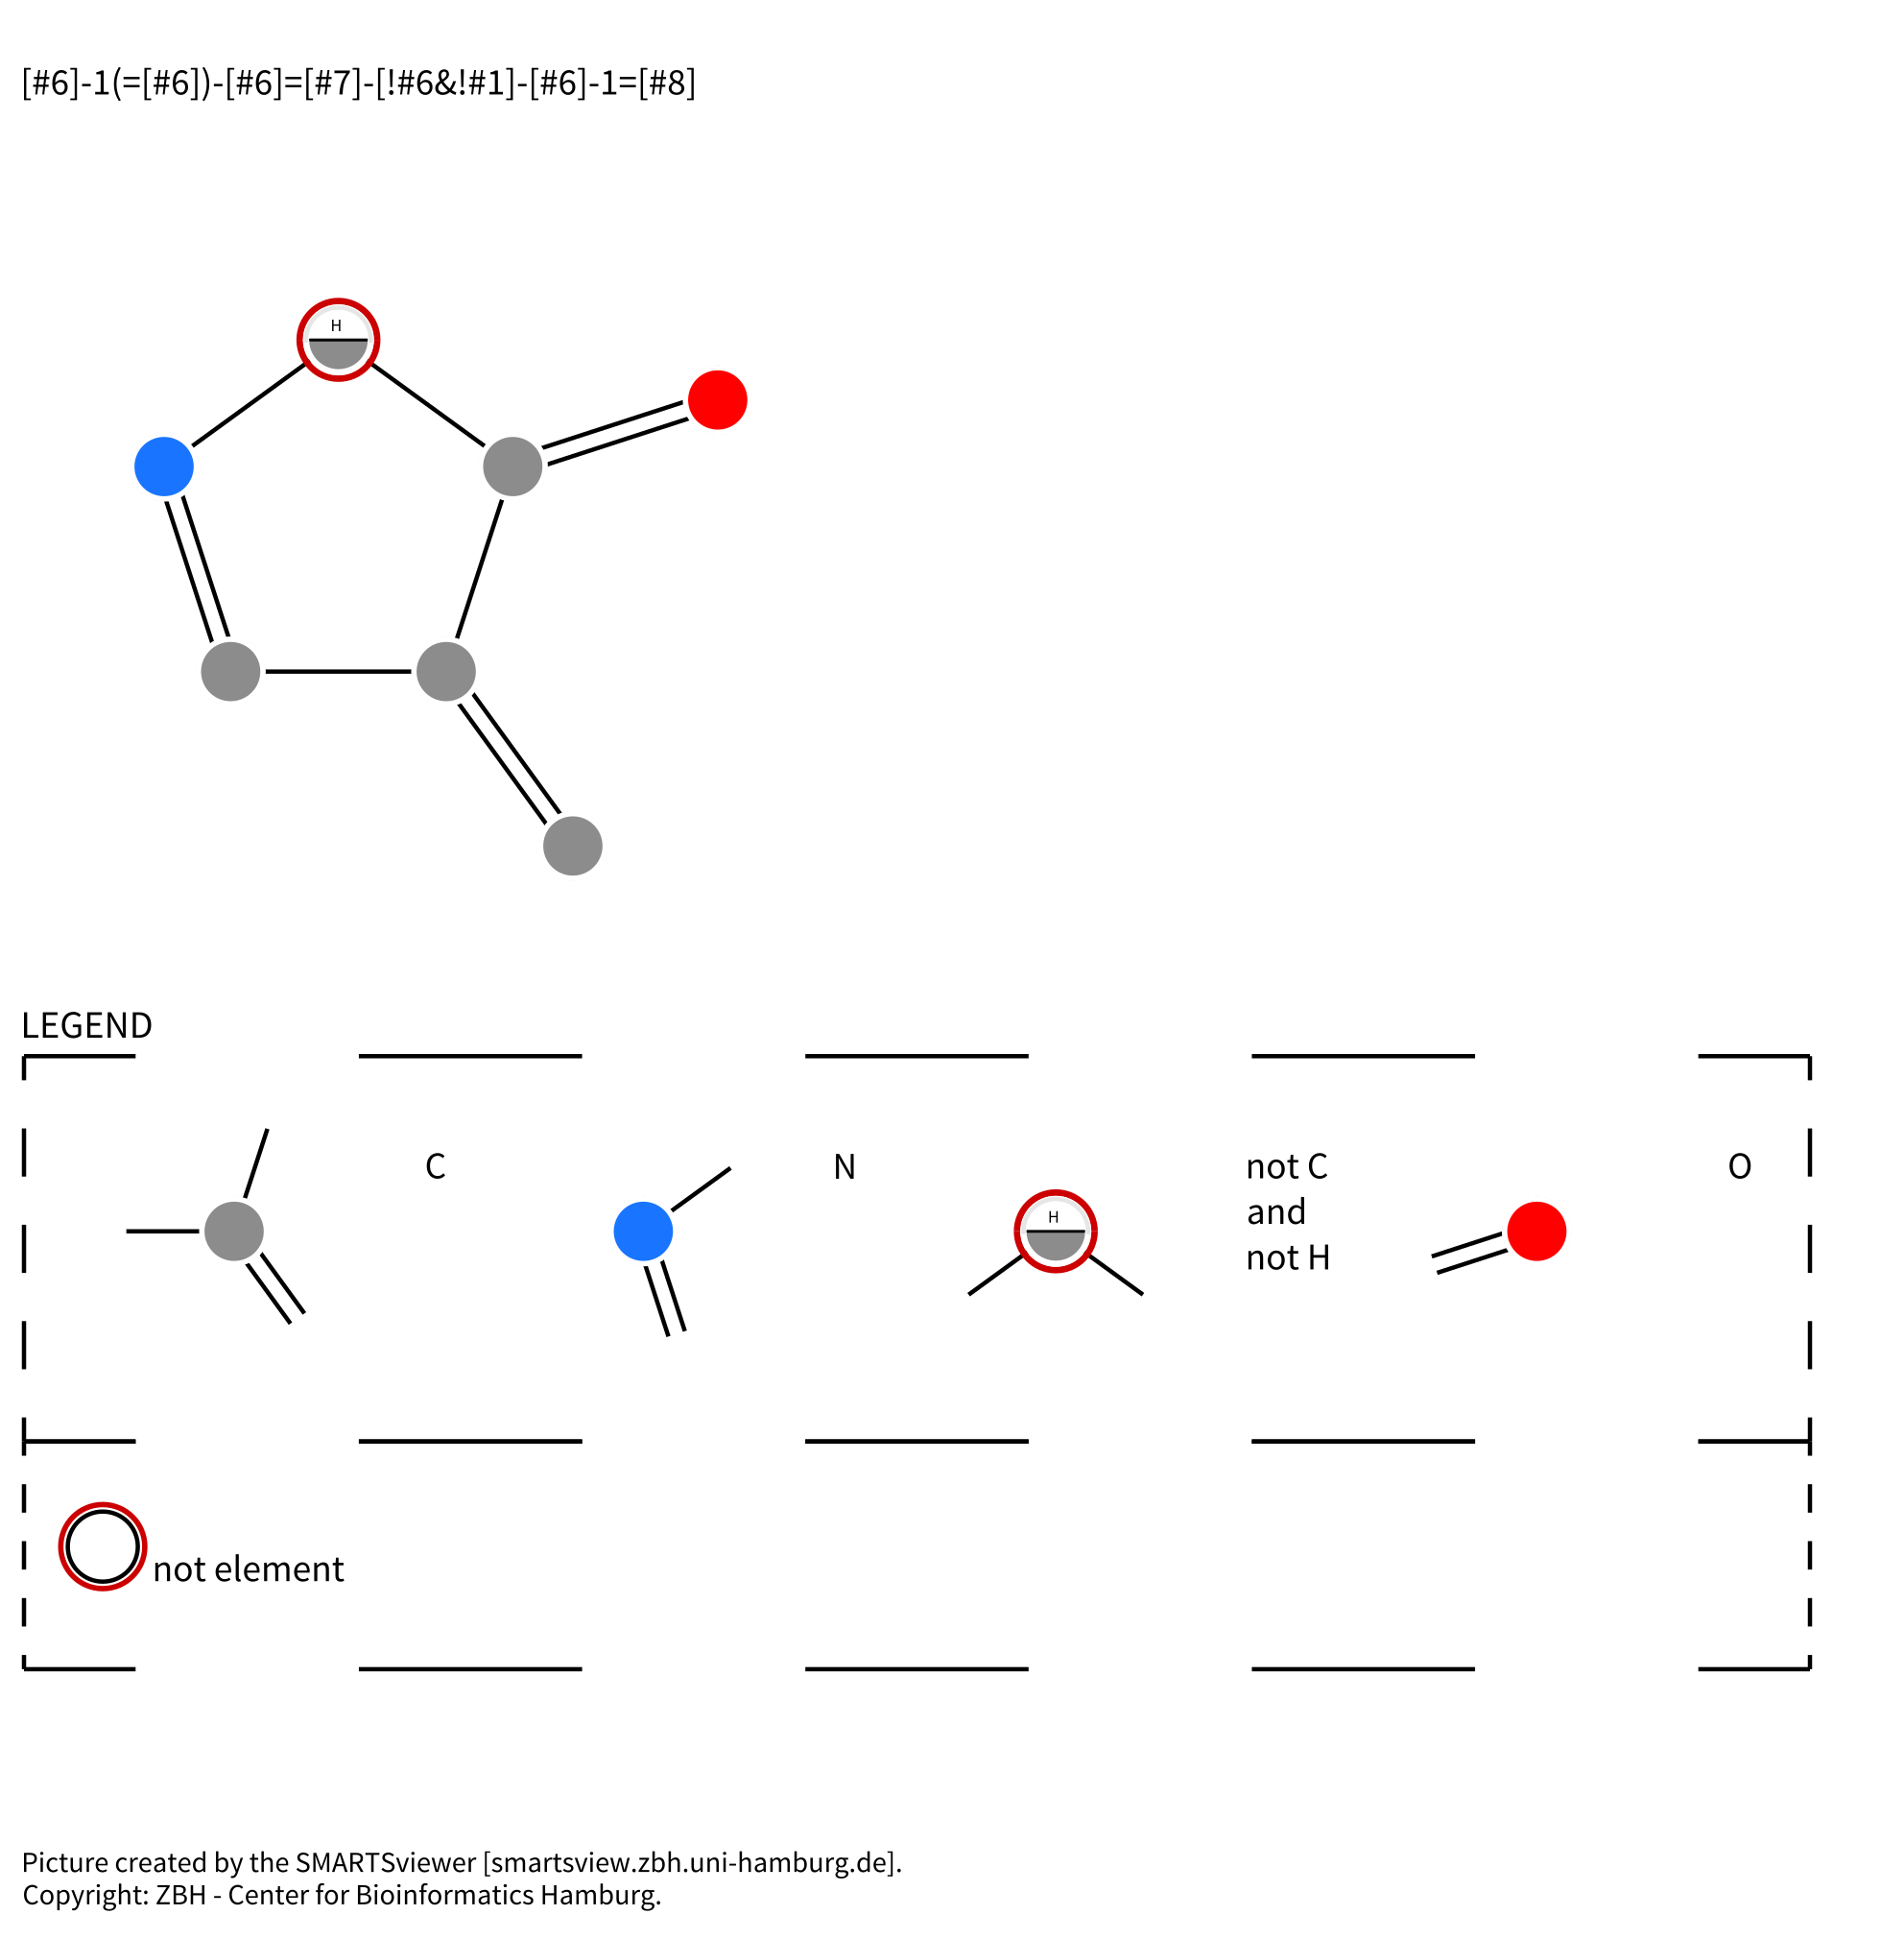 [#6]-1(=[#6])-[#6]=[#7]-[!#6&!#1]-[#6]-1=[#8]
H
LEGEND
C
N
H
not C
and
not H
O
not element
Picture created by the SMARTSviewer [smartsview.zbh.uni-hamburg.de].
Copyright: ZBH - Center for Bioinformatics Hamburg.